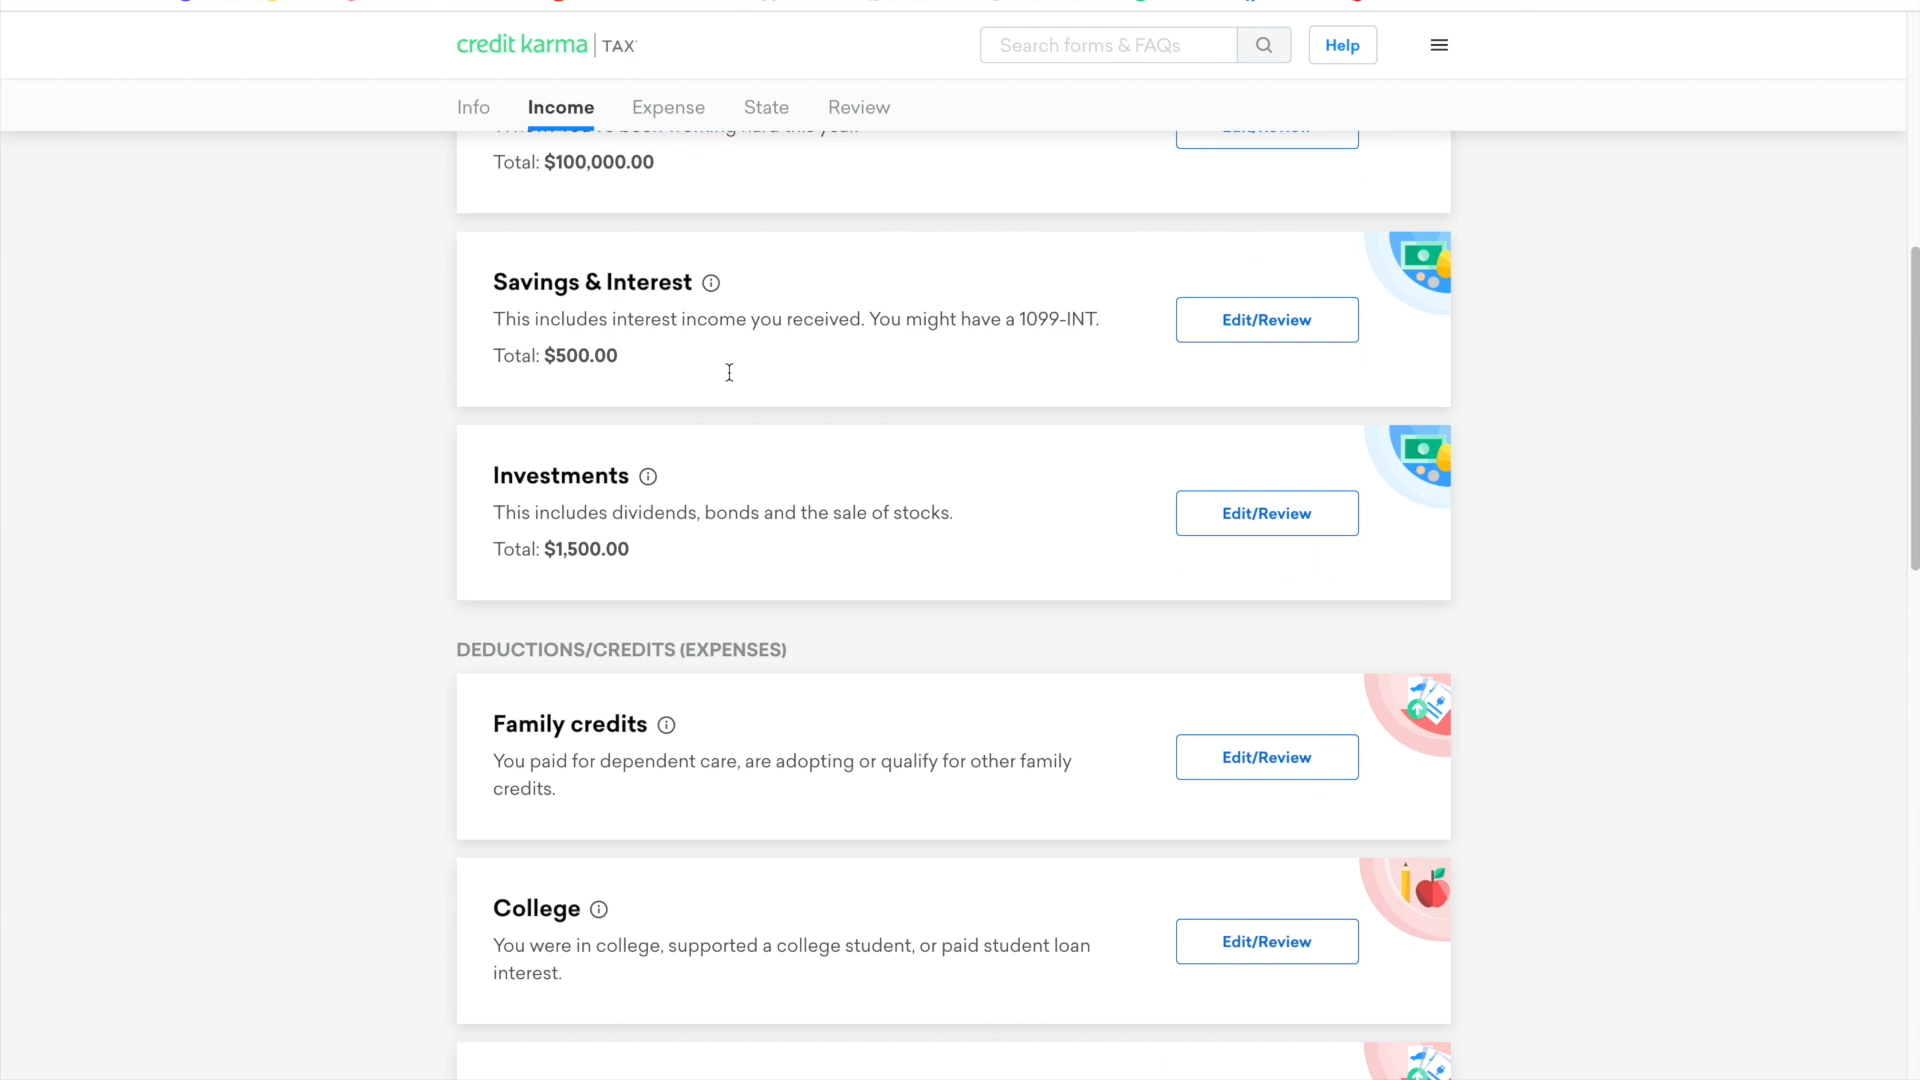 credit karma | TAX
Search forms & FAQs
Help
Info
Income
Expense
State
Review
Total: $100,000.00
Savings & Interest
This includes interest income you received. You might have a 1099-INT.
Total: $500.00
Edit/Review
Investments
This includes dividends, bonds and the sale of stocks.
Total: $1,500.00
Edit/Review
DEDUCTIONS/CREDITS (EXPENSES)
Family credits
You paid for dependent care, are adopting or qualify for other family
credits.
Edit/Review
College
You were in college, supported a college student, or paid student loan
interest.
Edit/Review